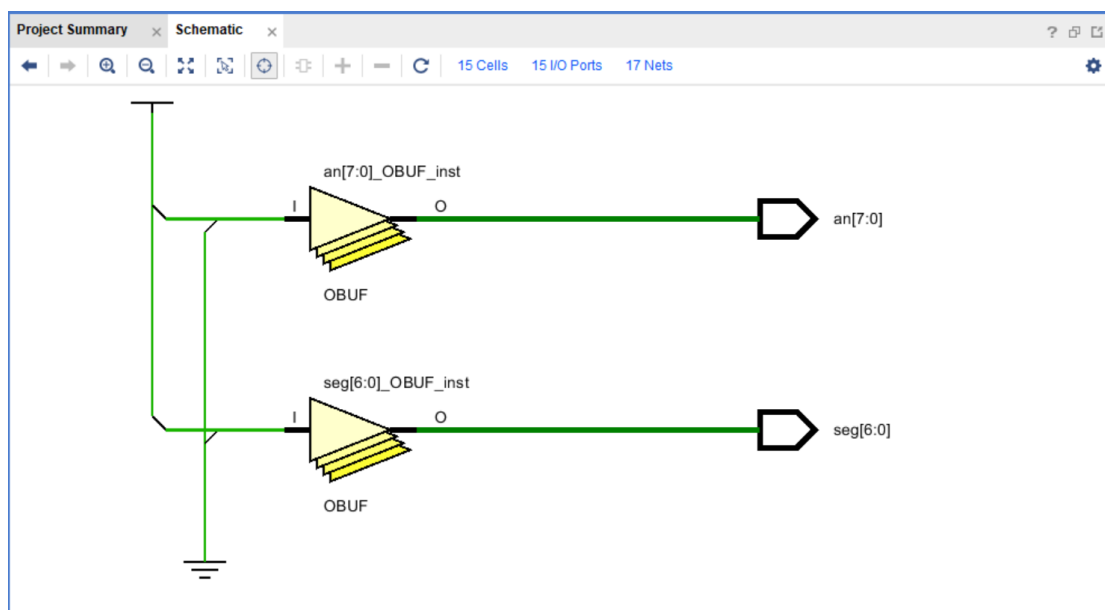 Project Summary × Schematic ×
?
15 Cells 15 I/O Ports 17 Nets
an[7:0]_OBUF_inst
I O
an[7:0]
OBUF
seg[6:0]_OBUF_inst
I O
seg[6:0]
OBUF